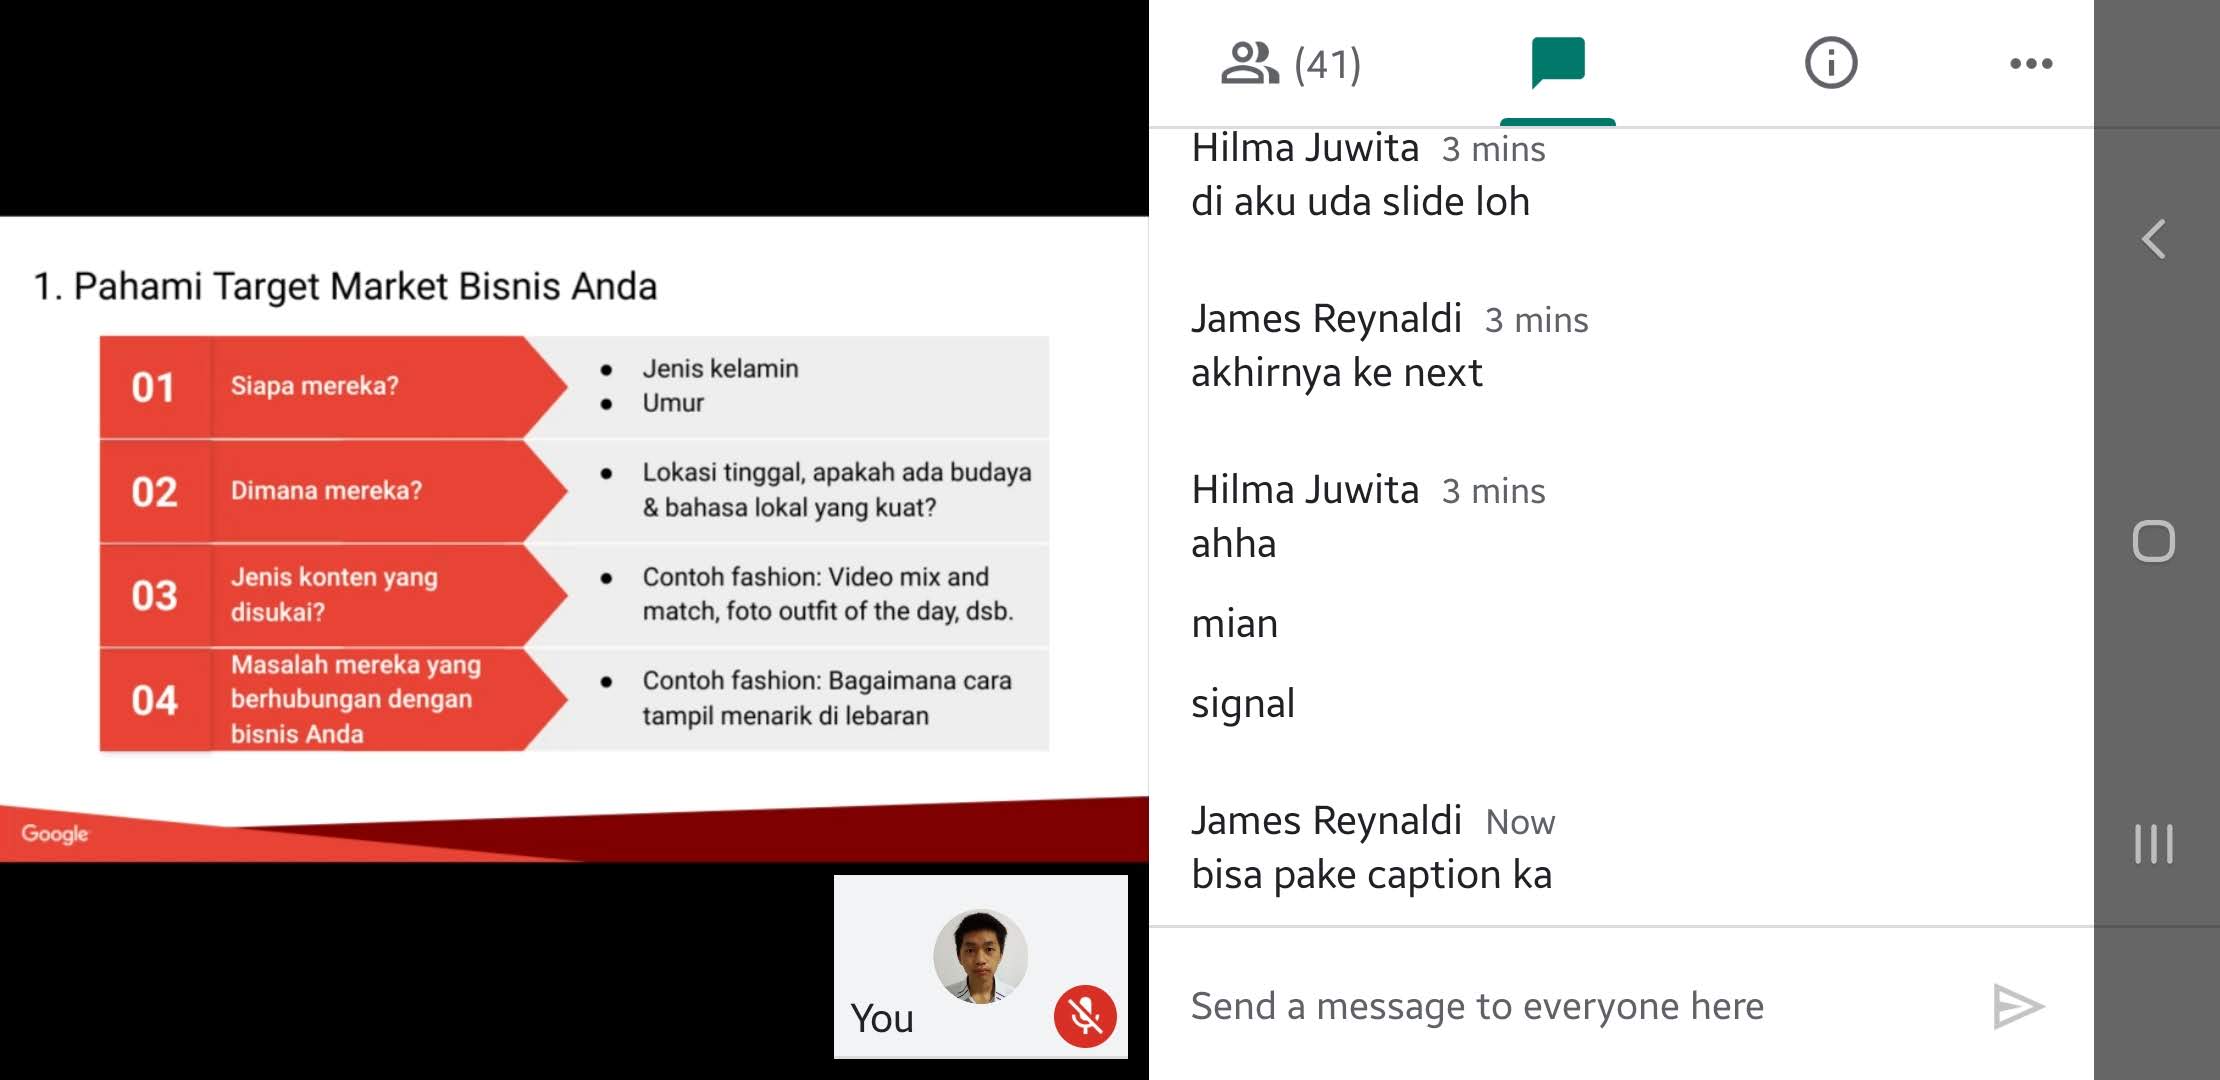 1. Pahami Target Market Bisnis Anda
01
Siapa mereka?
Jenis kelamin
Umur
02
Dimana mereka?
Lokasi tinggal, apakah ada budaya
& bahasa lokal yang kuat?
03
Jenis konten yang
disukai?
Contoh fashion: Video mix and
match, foto outfit of the day, dsb.
04
Masalah mereka yang
berhubungan dengan
bisnis Anda
Contoh fashion: Bagaimana cara
tampil menarik di lebaran
Google
You
(41)
Hilma Juwita 3 mins
di aku uda slide loh
James Reynaldi 3 mins
akhirnya ke next
Hilma Juwita 3 mins
ahha
mian
signal
James Reynaldi Now
bisa pake caption ka
Send a message to everyone here